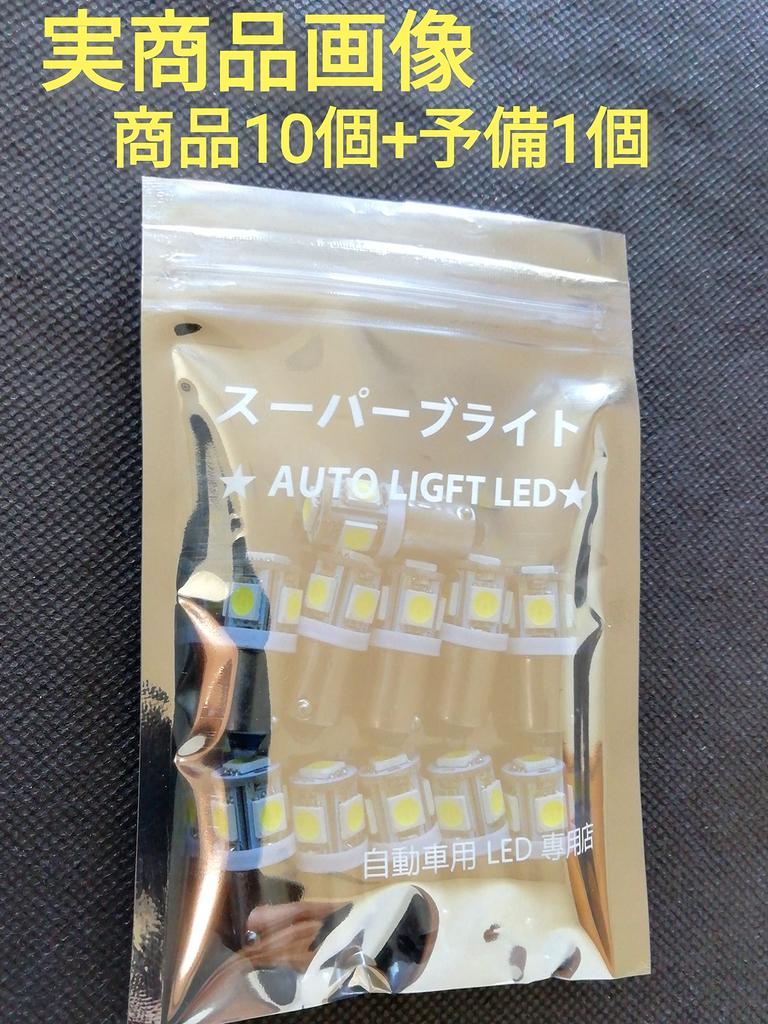 実商品画像
商品10個+予備1個
スーパーブライト
★ AUTO LIGFT LED★
自動車用 LED 專用店